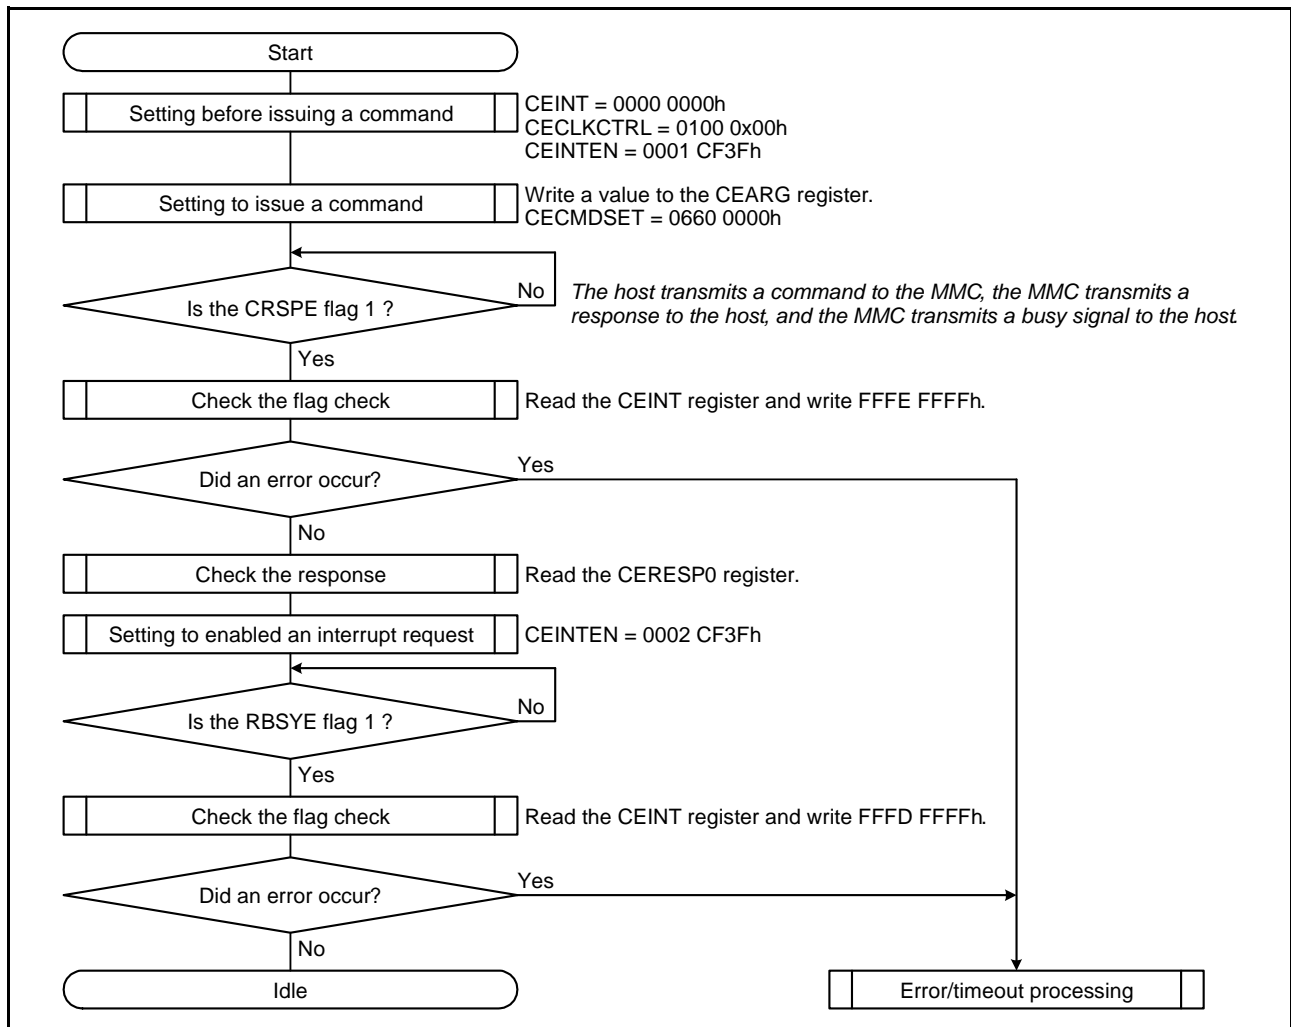 Start
Setting before issuing a command
CEINT = 0000 0000h
CECLKCTRL = 0100 0x00h
CEINTEN = 0001 CF3Fh
Setting to issue a command
Write a value to the CEARG register.
CECMDSET = 0660 0000h
Is the CRSPE flag 1 ?
No
The host transmits a command to the MMC, the MMC transmits a
response to the host, and the MMC transmits a busy signal to the host.
Yes
Check the flag check
Read the CEINT register and write FFFE FFFFh.
Did an error occur?
Yes
No
Check the response
Read the CERESP0 register.
Setting to enabled an interrupt request
CEINTEN = 0002 CF3Fh
Is the RBSYE flag 1 ?
No
Yes
Check the flag check
Read the CEINT register and write FFFD FFFFh.
Did an error occur?
Yes
No
Idle
Error/timeout processing